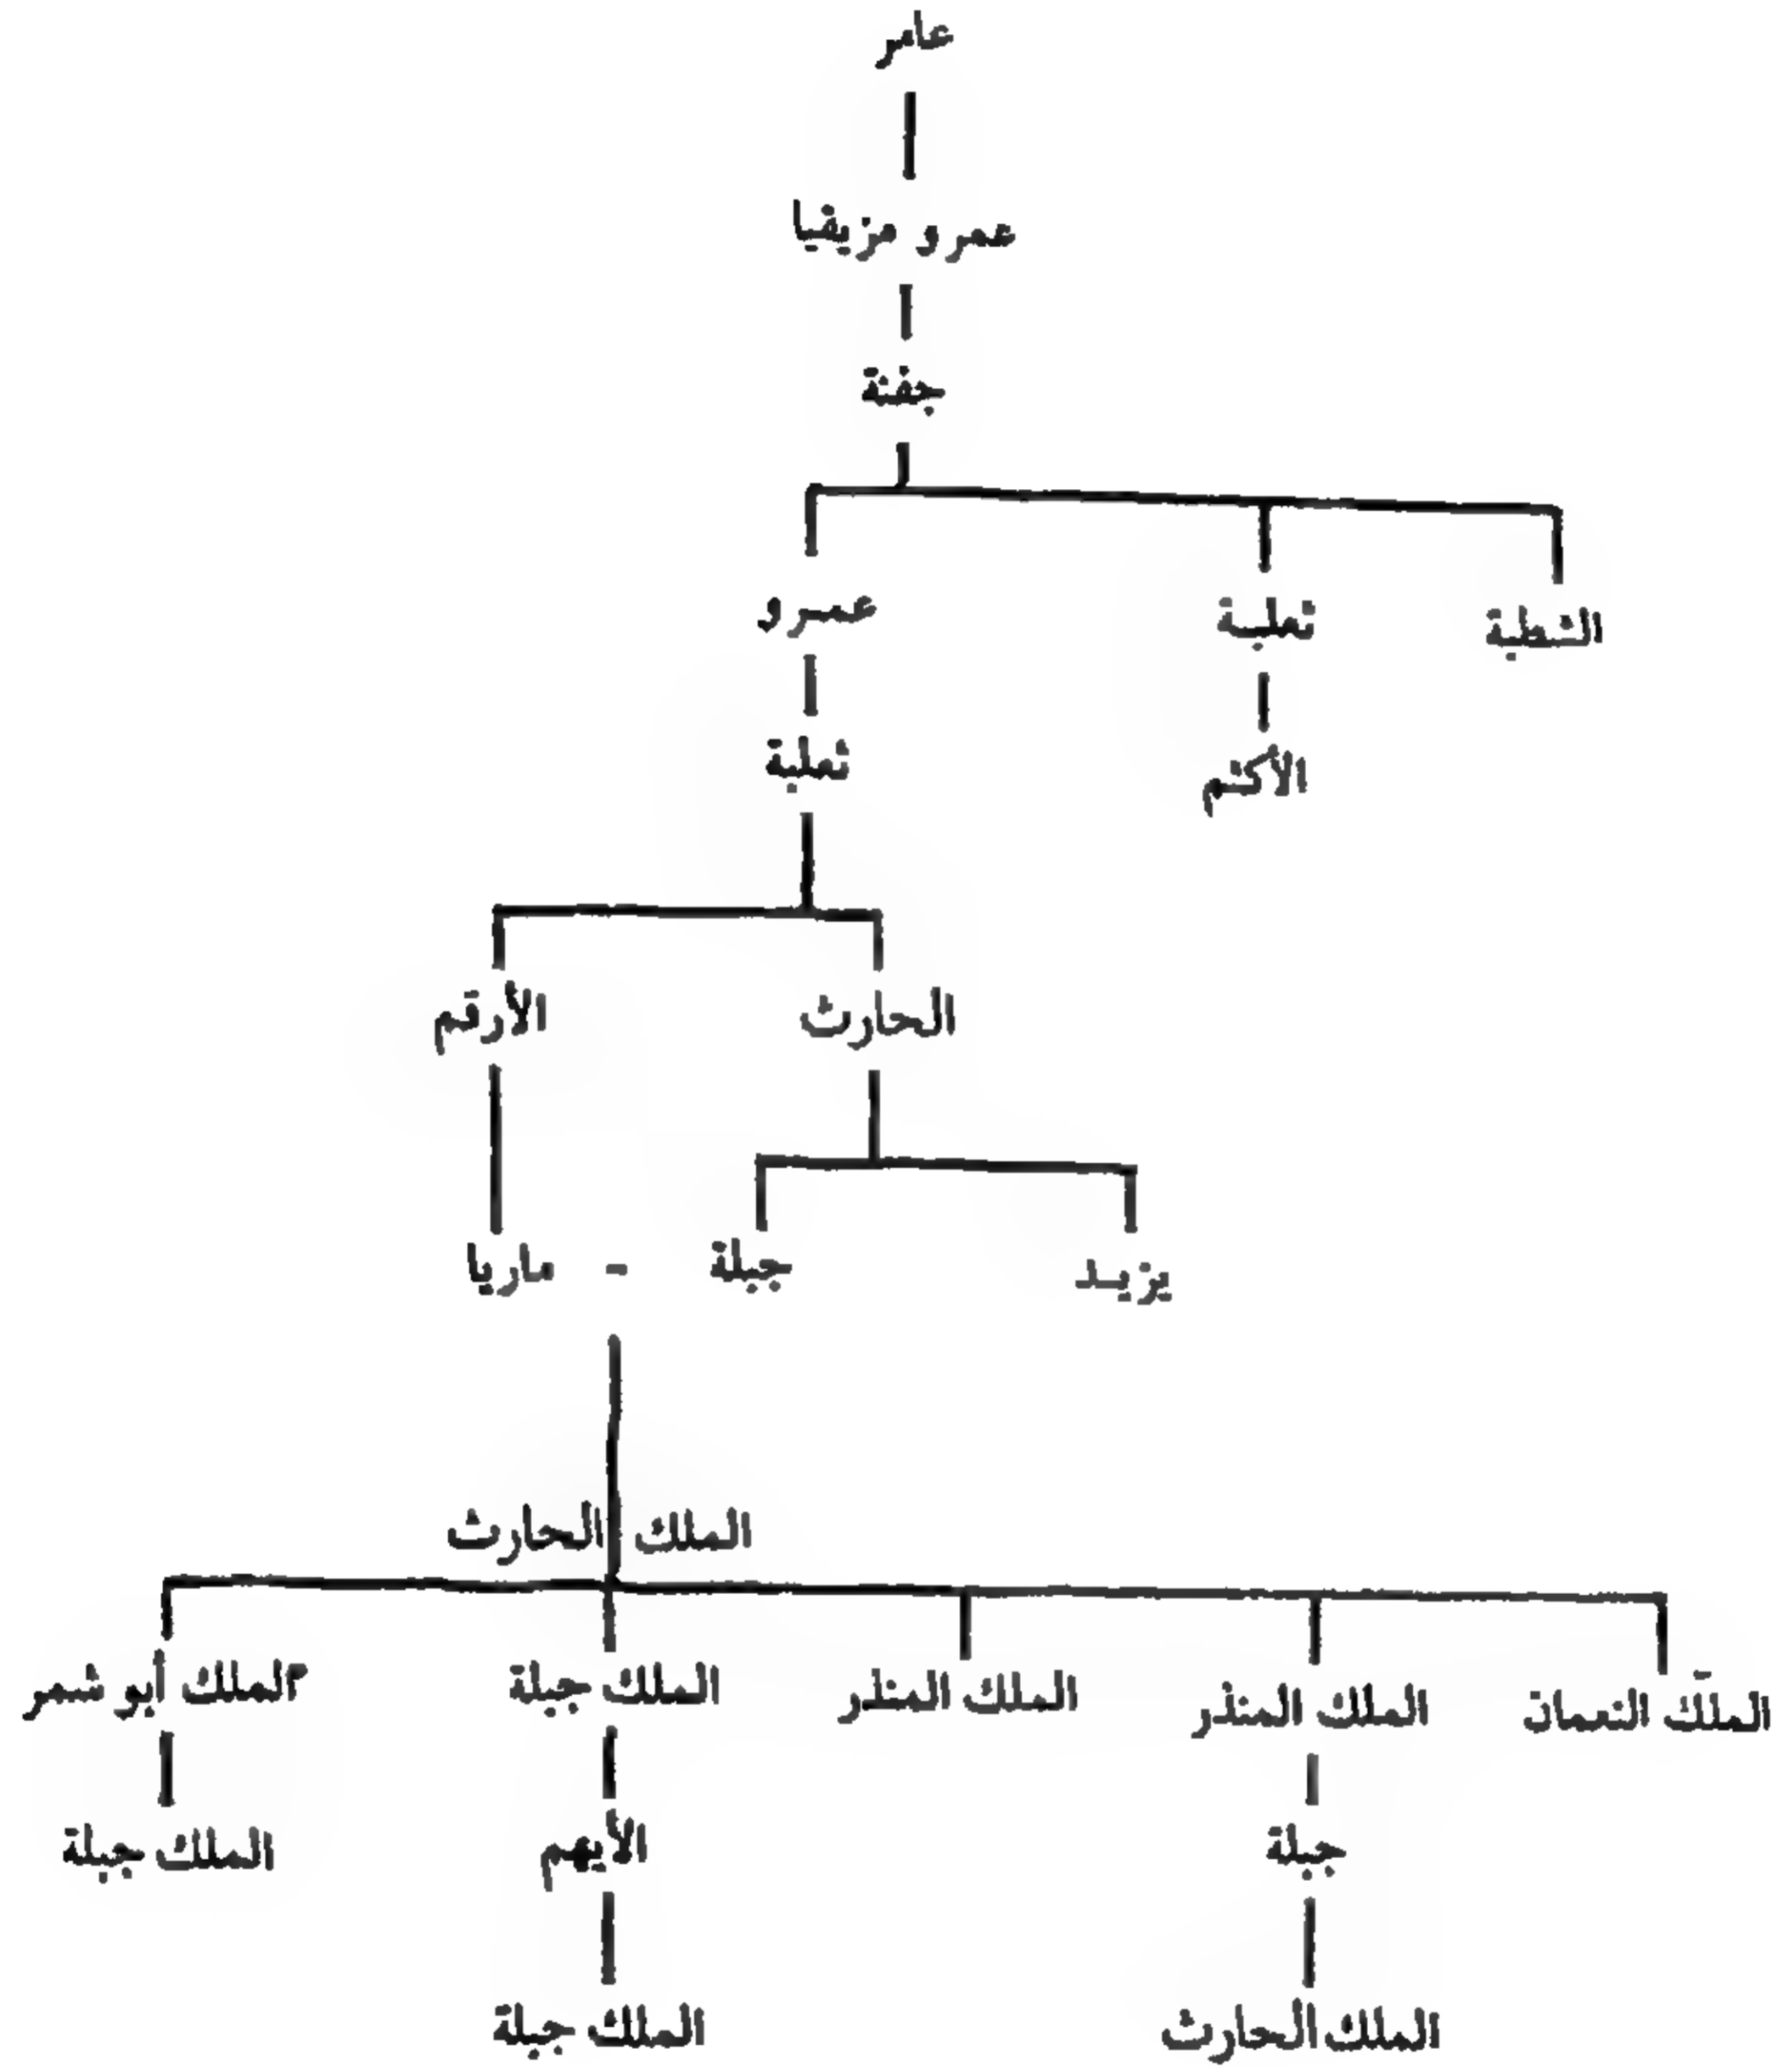 عامر
عمرو مزيفيا
جفنة
الشطبة ثعلبة عمرو
الأكثم
ثعلبة
الحارث الأرقم
يزيد جبلة - ماريا
الملك الحارث
الملك النعمان الملك المنذر الملك المنذر الملك جبلة الملك أبو شمر
جبلة الأيهم الملك جبلة
الملك الحارث الملك جبلة